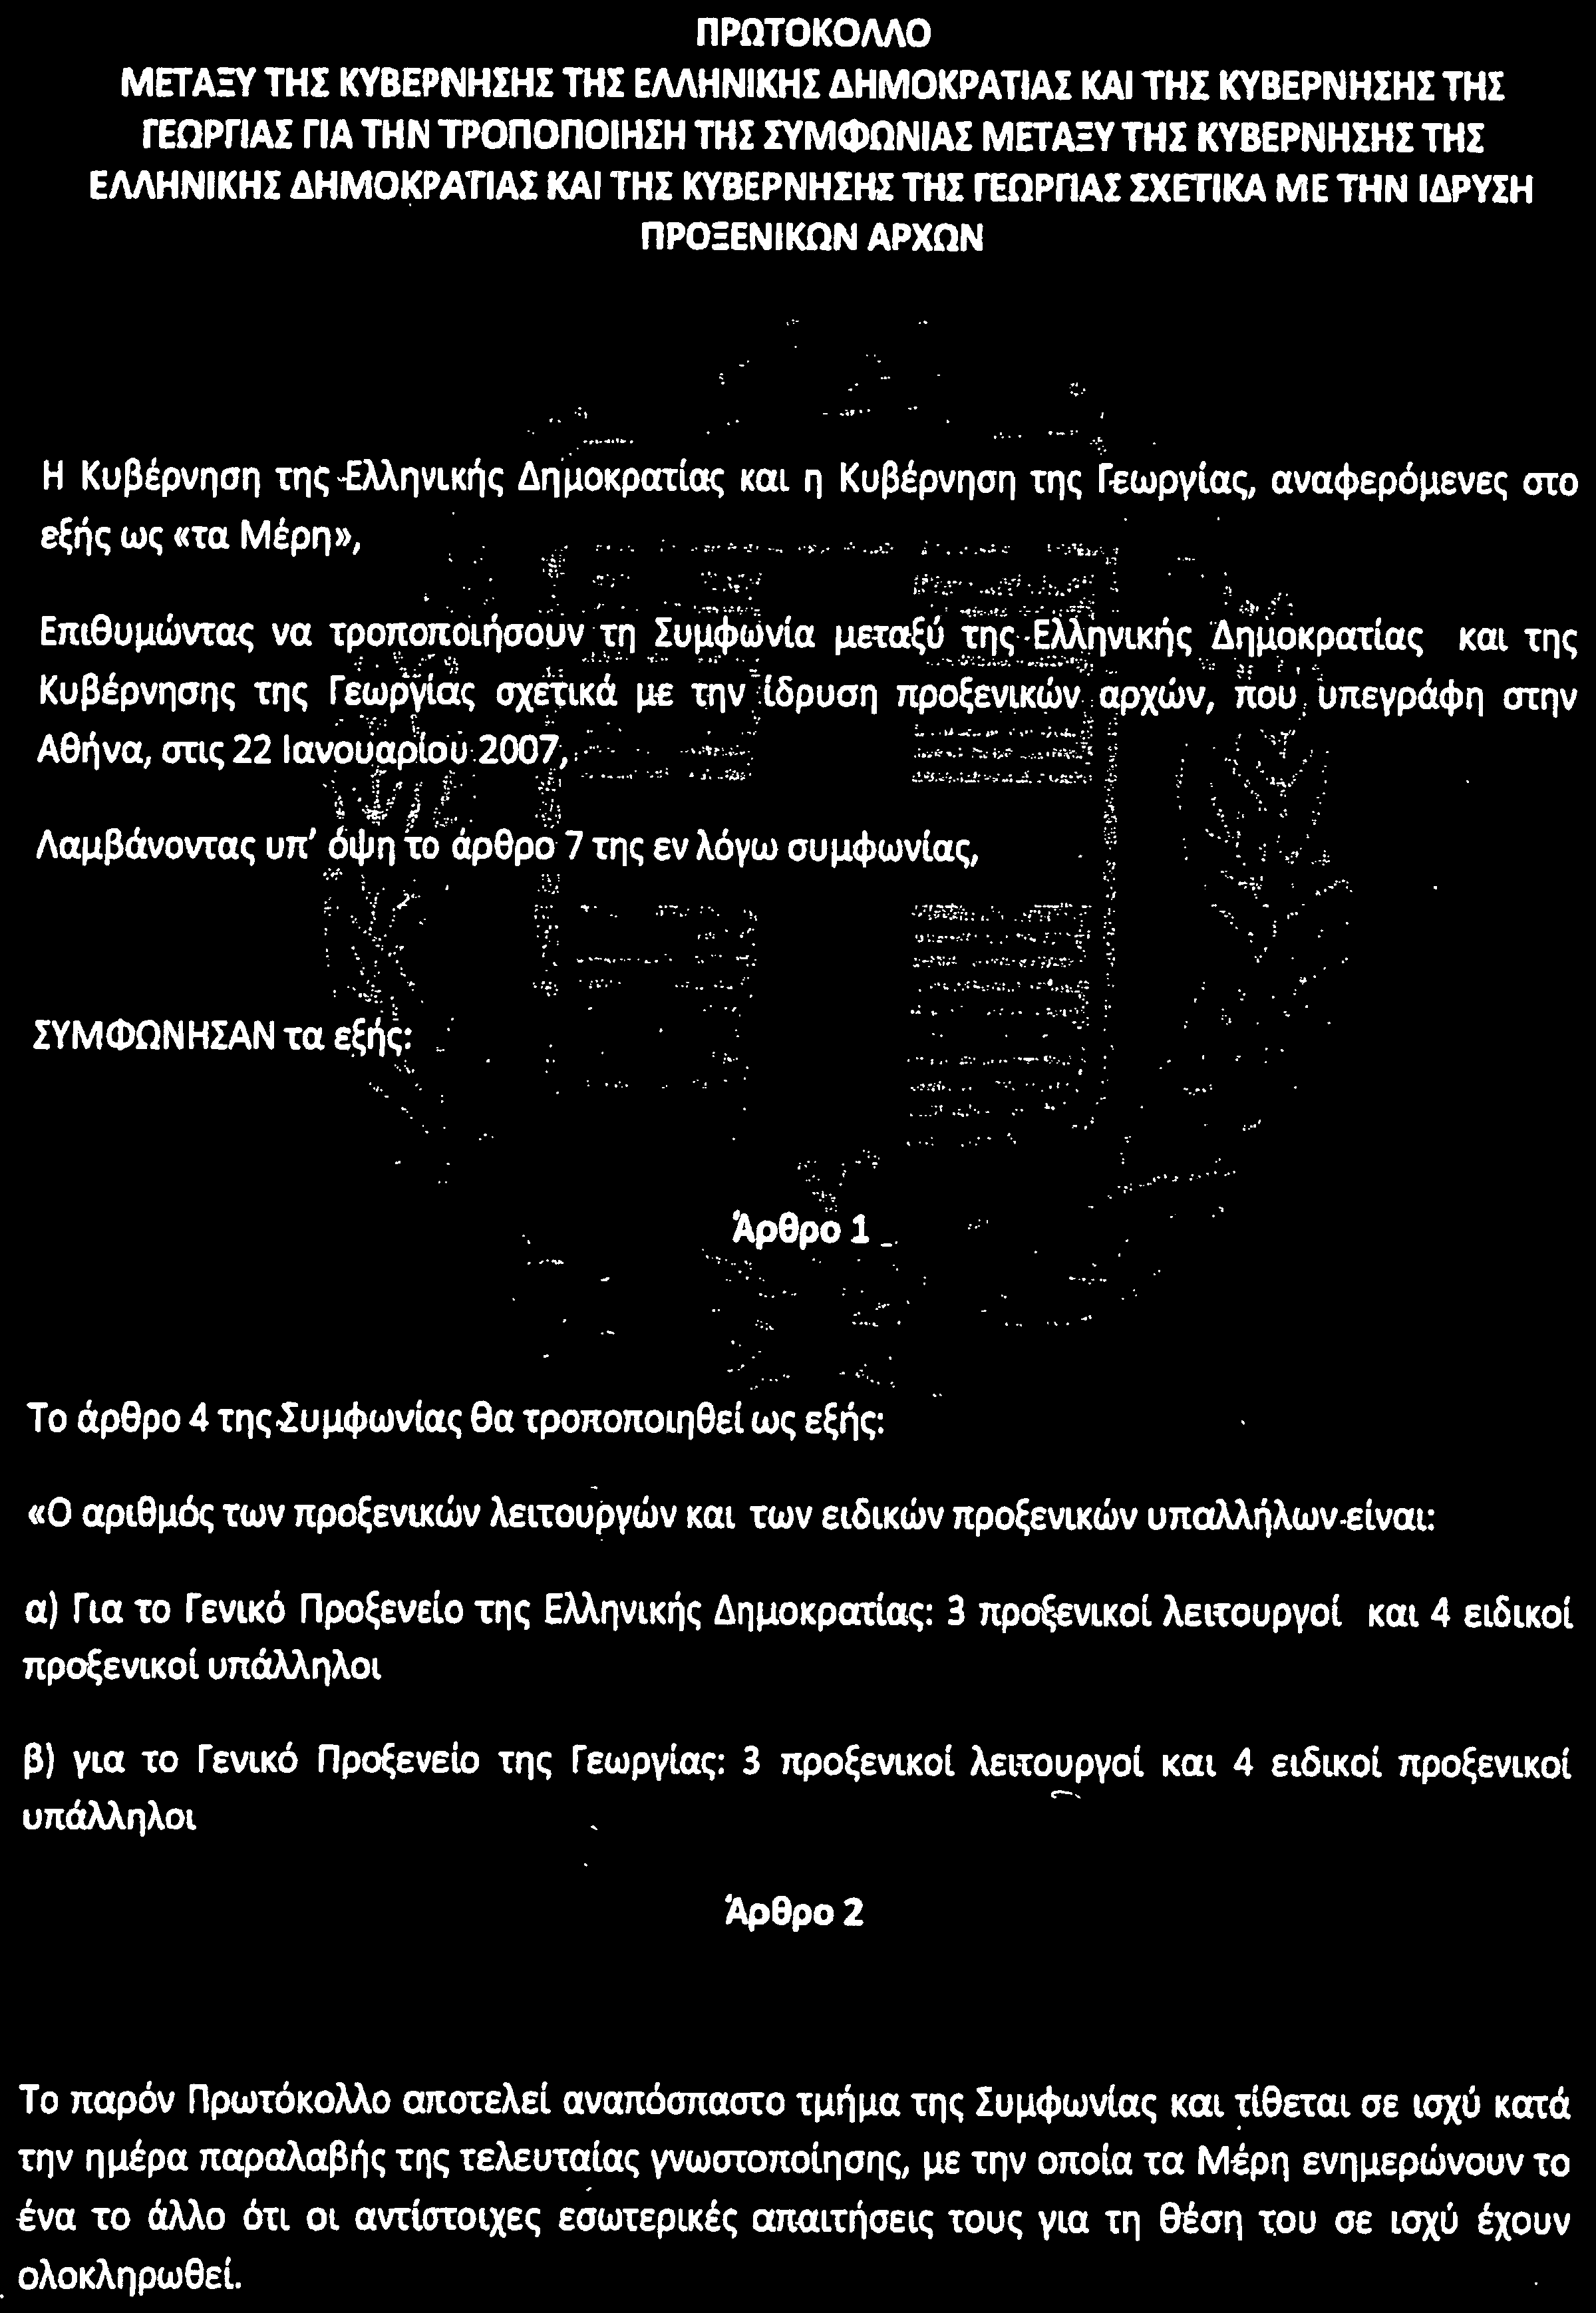 ΠΡΩΤΟΚΟΛΛΟ
ΜΕΤΑΞΥ ΤΗΣ ΚΥΒΕΡΝΗΣΗΣ ΤΗΣ ΕΛΛΗΝΙΚΗΣ ΔΗΜΟΚΡΑΤΙΑΣ ΚΑΙ ΤΗΣ ΚΥΒΕΡΝΗΣΗΣ ΤΗΣ
ΓΕΩΡΓΙΑΣ ΓΙΑ ΤΗΝ ΤΡΟΠΟΠΟΙΗΣΗ ΤΗΣ ΣΥΜΦΩΝΙΑΣ ΜΕΤΑΞΥ ΤΗΣ ΚΥΒΕΡΝΗΣΗΣ ΤΗΣ
ΕΛΛΗΝΙΚΗΣ ΔΗΜΟΚΡΑΤΙΑΣ ΚΑΙ ΤΗΣ ΚΥΒΕΡΝΗΣΗΣ ΤΗΣ ΓΕΩΡΓΙΑΣ ΣΧΕΤΙΚΑ ΜΕ ΤΗΝ ΙΔΡΥΣΗ
ΠΡΟΞΕΝΙΚΩΝ ΑΡΧΩΝ
Η Κυβέρνηση της Ελληνικής Δημοκρατίας και η Κυβέρνηση της Γεωργίας, αναφερόμενες στο
εξής ως «τα Μέρη»,
Επιθυμώντας να τροποποιήσουν τη Συμφωνία μεταξύ της Ελληνικής Δημοκρατίας και της
Κυβέρνησης της Γεωργίας σχετικά με την ίδρυση προξενικών αρχών, που υπεγράφη στην
Αθήνα, στις 22 Ιανουαρίου 2007,
Λαμβάνοντας υπ' όψη το άρθρο 7 της εν λόγω συμφωνίας,
ΣΥΜΦΩΝΗΣΑΝ τα εξής:
Άρθρο 1
Το άρθρο 4 της Συμφωνίας θα τροποποιηθεί ως εξής:
«Ο αριθμός των προξενικών λειτουργών και των ειδικών προξενικών υπαλλήλων είναι:
α) Για το Γενικό Προξενείο της Ελληνικής Δημοκρατίας: 3 προξενικοί λειτουργοί και 4 ειδικοί
προξενικοί υπάλληλοι
β) για το Γενικό Προξενείο της Γεωργίας: 3 προξενικοί λειτουργοί και 4 ειδικοί προξενικοί
υπάλληλοι
Άρθρο 2
Το παρόν Πρωτόκολλο αποτελεί αναπόσπαστο τμήμα της Συμφωνίας και τίθεται σε ισχύ κατά
την ημέρα παραλαβής της τελευταίας γνωστοποίησης, με την οποία τα Μέρη ενημερώνουν το
ένα το άλλο ότι οι αντίστοιχες εσωτερικές απαιτήσεις τους για τη θέση του σε ισχύ έχουν
ολοκληρωθεί.